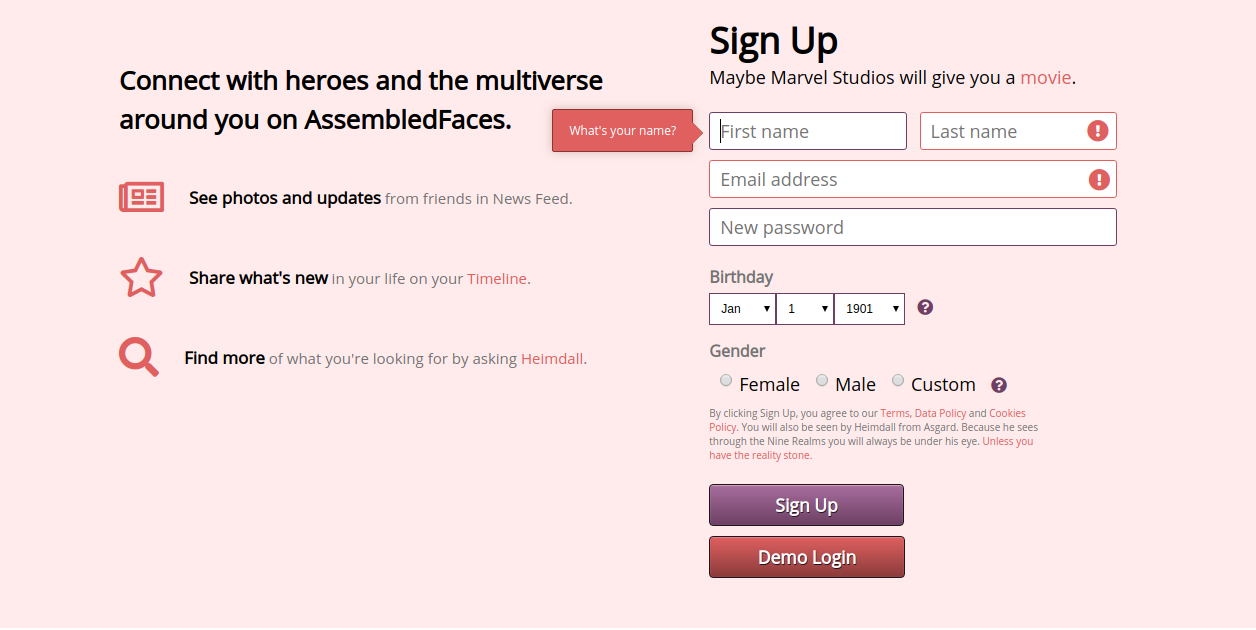 Connect with heroes and the multiverse
around you on AssembledFaces.
See photos and updates from friends in News Feed.
Share what's new in your life on your Timeline.
Find more of what you're looking for by asking Heimdall.
Sign Up
Maybe Marvel Studios will give you a movie.
What's your name?
First name
Last name
Email address
New password
Birthday
Jan 1 1901
Gender
Female Male Custom
By clicking Sign Up, you agree to our Terms, Data Policy and Cookies
Policy. You will also be seen by Heimdall from Asgard. Because he sees
through the Nine Realms you will always be under his eye. Unless you
have the reality stone.
Sign Up
Demo Login